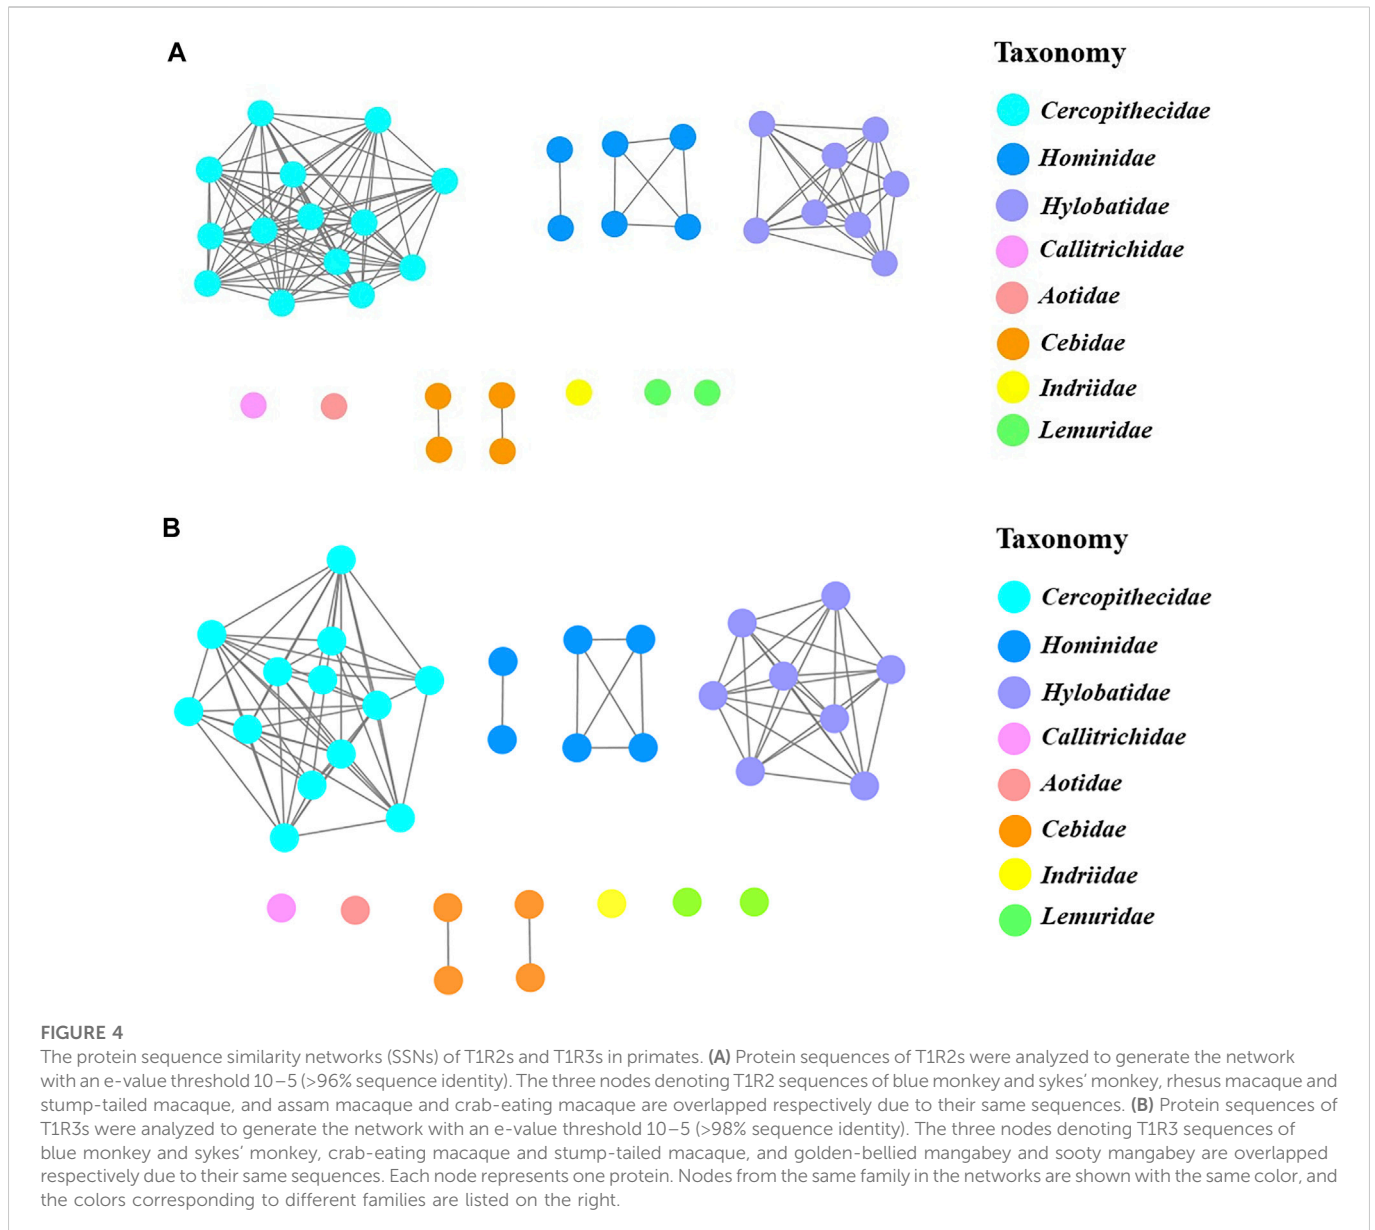 A
Taxonomy
Cercopithecidae
Hominidae
Hylobatidae
Callitrichidae
Aotidae
Cebidae
Indriidae
Lemuridae
B
Taxonomy
Cercopithecidae
Hominidae
Hylobatidae
Callitrichidae
Aotidae
Cebidae
Indriidae
Lemuridae
FIGURE 4
The protein sequence similarity networks (SSNs) of T1R2s and T1R3s in primates. (A) Protein sequences of T1R2s were analyzed to generate the network
with an e-value threshold 10−5 (>96% sequence identity). The three nodes denoting T1R2 sequences of blue monkey and sykes’ monkey, rhesus macaque and
stump-tailed macaque, and assam macaque and crab-eating macaque are overlapped respectively due to their same sequences. (B) Protein sequences of
T1R3s were analyzed to generate the network with an e-value threshold 10−5 (>98% sequence identity). The three nodes denoting T1R3 sequences of
blue monkey and sykes’ monkey, crab-eating macaque and stump-tailed macaque, and golden-bellied mangabey and sooty mangabey are overlapped
respectively due to their same sequences. Each node represents one protein. Nodes from the same family in the networks are shown with the same color, and
the colors corresponding to different families are listed on the right.